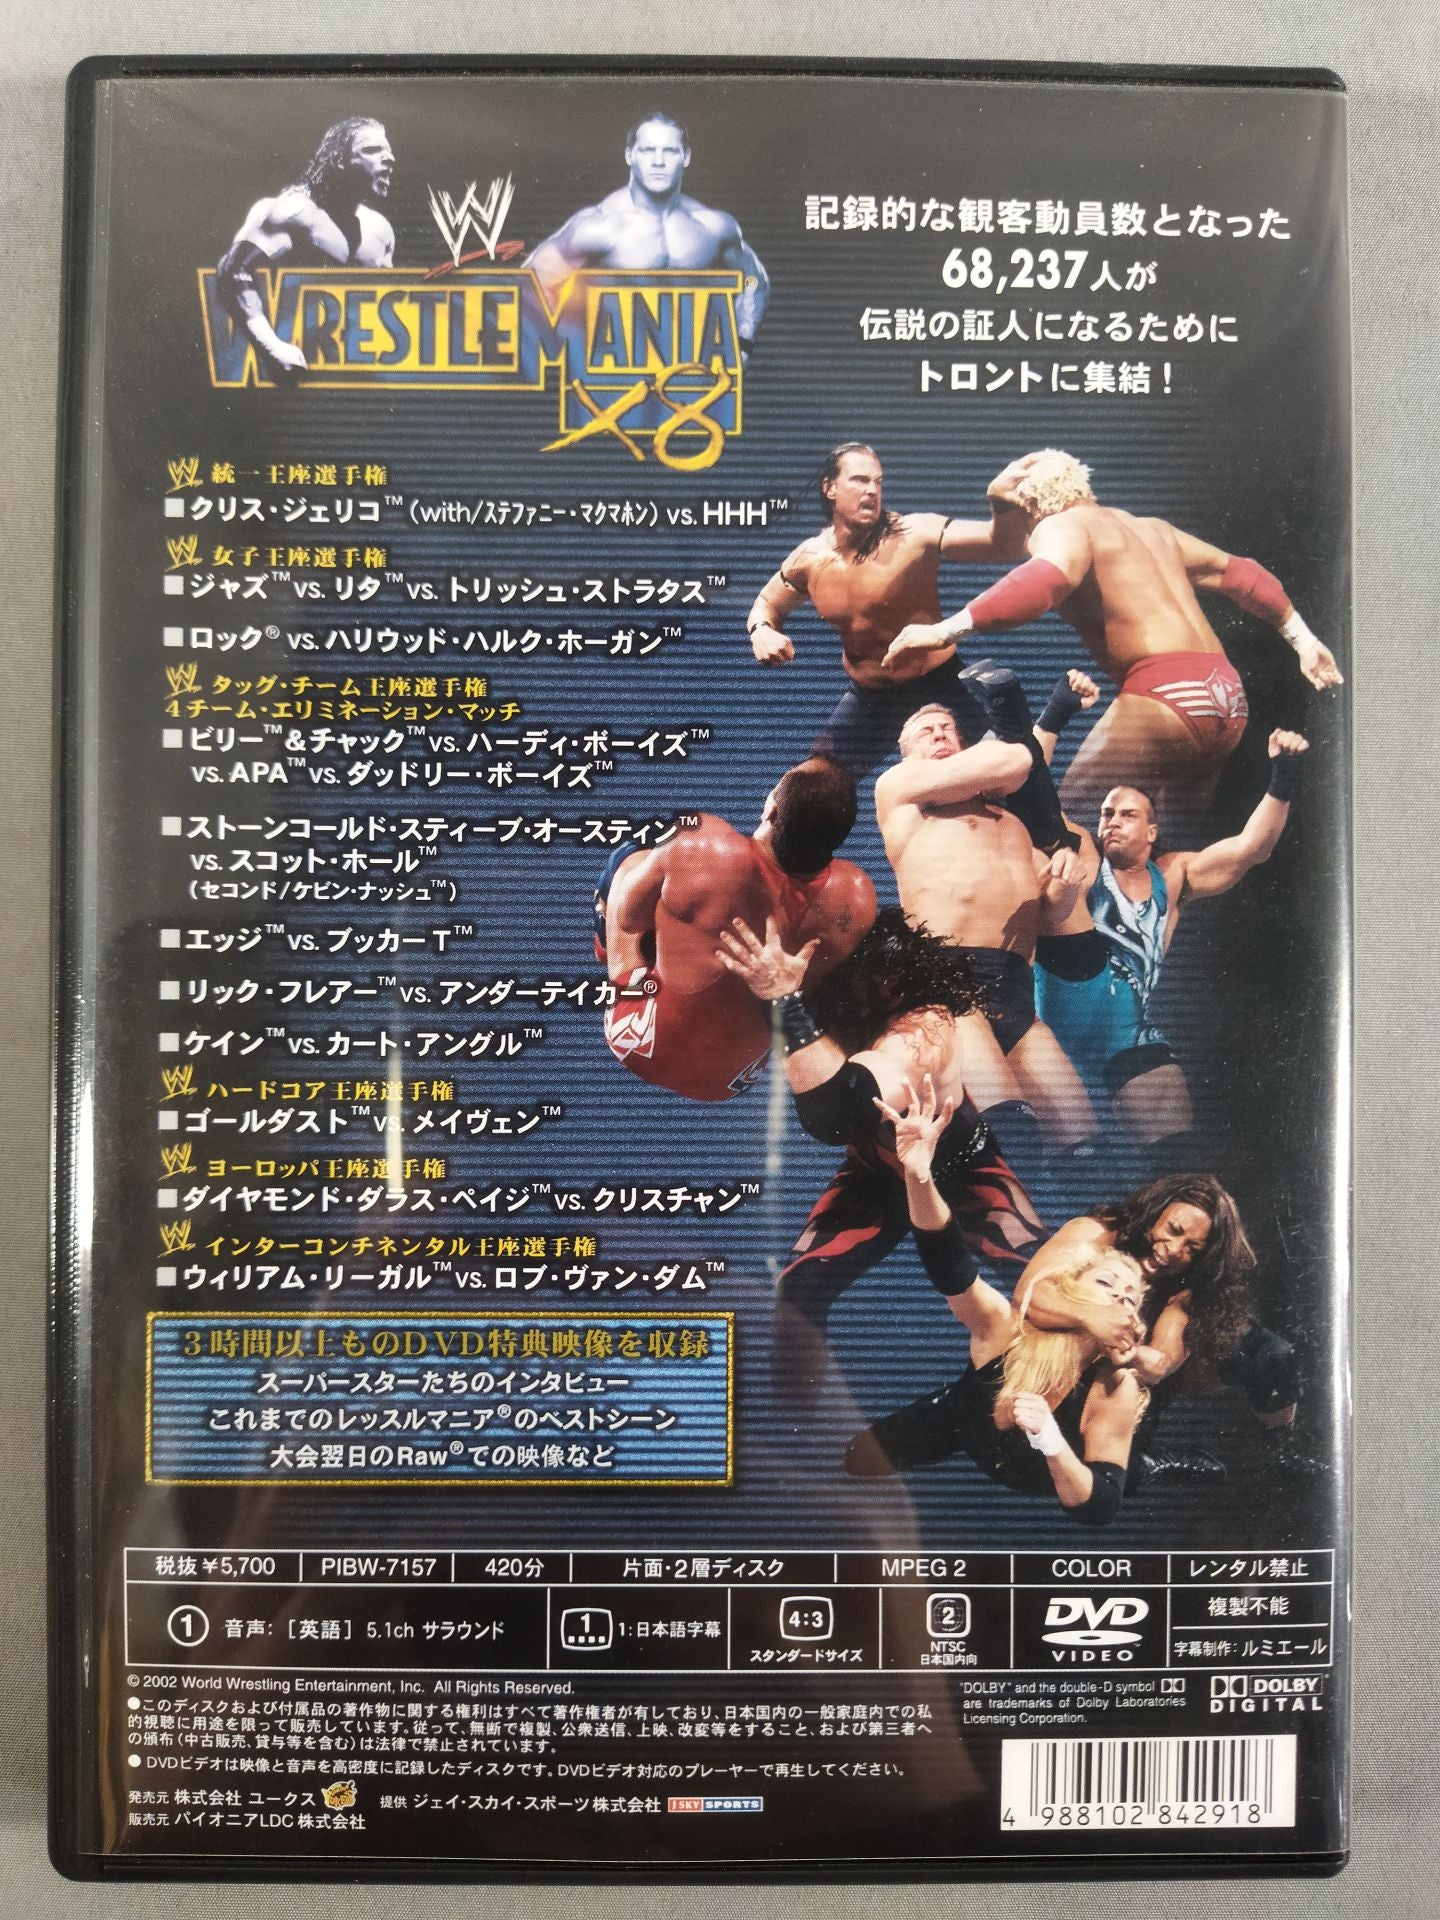 W
WRESTLEMANIA®
X8
記録的な観客動員数となった
68,237人が
伝説の証人になるために
トロントに集結!
W 統一王座選手権
■クリス・ジェリコ™(with/ステファニー・マクマホン) vs. HHH™
W 女子王座選手権
■ジャズ™ vs. リタ™ vs. トリッシュ・ストラタス™
■ロック® vs. ハリウッド・ハルク・ホーガン™
W タッグ・チーム王座選手権
4チーム・エリミネーション・マッチ
■ビリー™&チャック™ vs. ハーディ・ボーイズ™
vs. APA™ vs. ダッドリー・ボーイズ™
■ストーンコールド・スティーブ・オースティン™
vs. スコット・ホール™
(セコンド/ケビン・ナッシュ™)
■エッジ™ vs. ブッカーT™
■リック・フレアー™ vs. アンダーテイカー®
■ケイン™ vs. カート・アングル™
W ハードコア王座選手権
■ゴールダスト™ vs. メイヴェン™
W ヨーロッパ王座選手権
■ダイヤモンド・ダラス・ペイジ™ vs. クリスチャン™
W インターコンチネンタル王座選手権
■ウィリアム・リーガル™ vs. ロブ・ヴァン・ダム™
3時間以上ものDVD特典映像を収録
スーパースターたちのインタビュー
これまでのレッスルマニア®のベストシーン
大会翌日のRaw®での映像など
税抜¥5,700 PIBW-7157 420分 片面・2層ディスク MPEG 2 COLOR レンタル禁止
① 音声:[英語] 5.1ch サラウンド 1 1:日本語字幕 4:3 スタンダードサイズ 2 NTSC 日本国内向 DVD VIDEO 複製不能
字幕制作:ルミエール
© 2002 World Wrestling Entertainment, Inc. All Rights Reserved.
●このディスクおよび付属品の著作物に関する権利はすべて著作権者が有しており、日本国内の一般家庭内での私
的視聴に用途を限って販売しています。従って、無断で複製、公衆送信、上映、改変等をすること、および第三者へ
の頒布(中古販売、貸与等を含む)は法律で禁止されています。
●DVDビデオは映像と音声を高密度に記録したディスクです。DVDビデオ対応のプレーヤーで再生してください。
"DOLBY" and the double-D symbol
are trademarks of Dolby Laboratories
Licensing Corporation.
DOLBY
DIGITAL
発売元 株式会社 ユークス 提供 ジェイ・スカイ・スポーツ株式会社 J SKY SPORTS
販売元 パイオニアLDC 株式会社
4 988102 842918